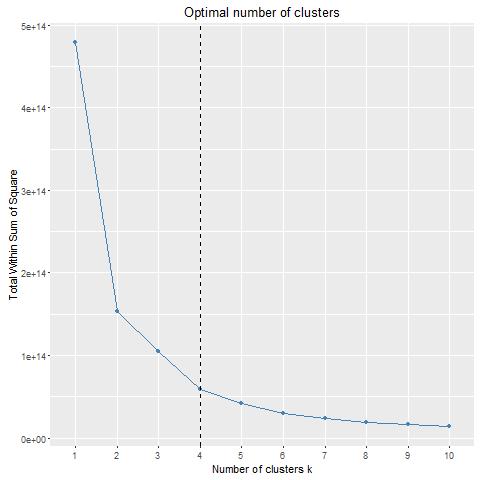 Optimal number of clusters
5e+14
4e+14
3e+14
2e+14
1e+14
0e+00
Total Within Sum of Square
1 2 3 4 5 6 7 8 9 10
Number of clusters k